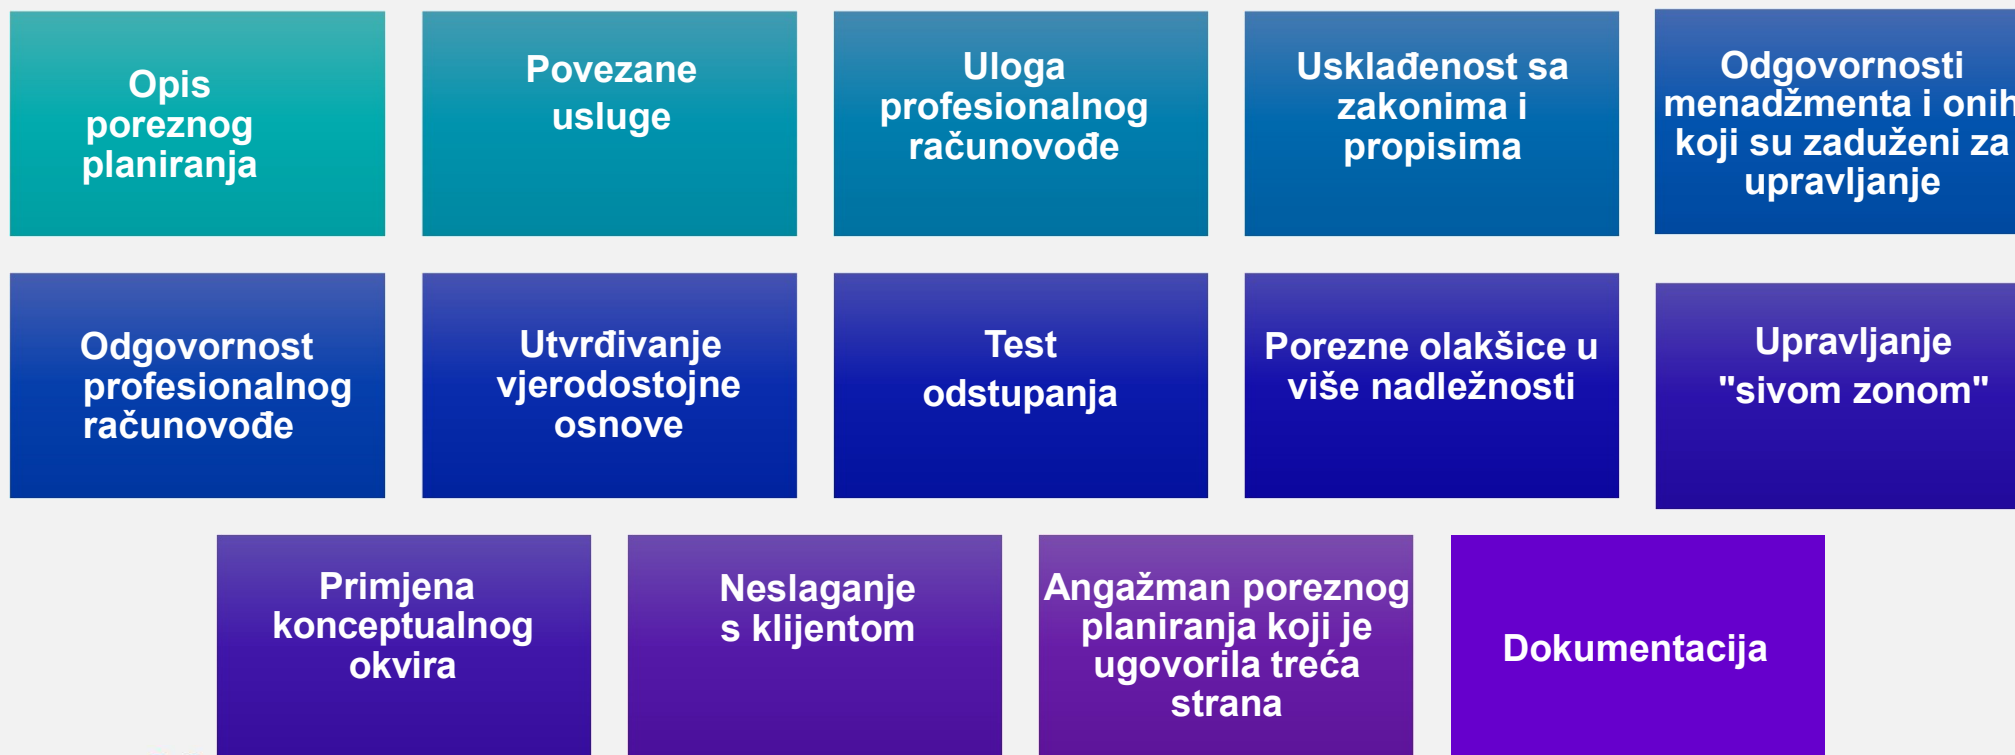 Opis
poreznog
planiranja
Povezane
usluge
Uloga
profesionalnog
računovođe
Usklađenost sa
zakonima i
propisima
Odgovornosti
menadžmenta i onih
koji su zaduženi za
upravljanje
Odgovornost
profesionalnog
računovođe
Utvrđivanje
vjerodostojne
osnove
Test
odstupanja
Porezne olakšice u
više nadležnosti
Upravljanje
"sivom zonom"
Primjena
konceptualnog
okvira
Neslaganje
s klijentom
Angažman poreznog
planiranja koji je
ugovorila treća
strana
Dokumentacija